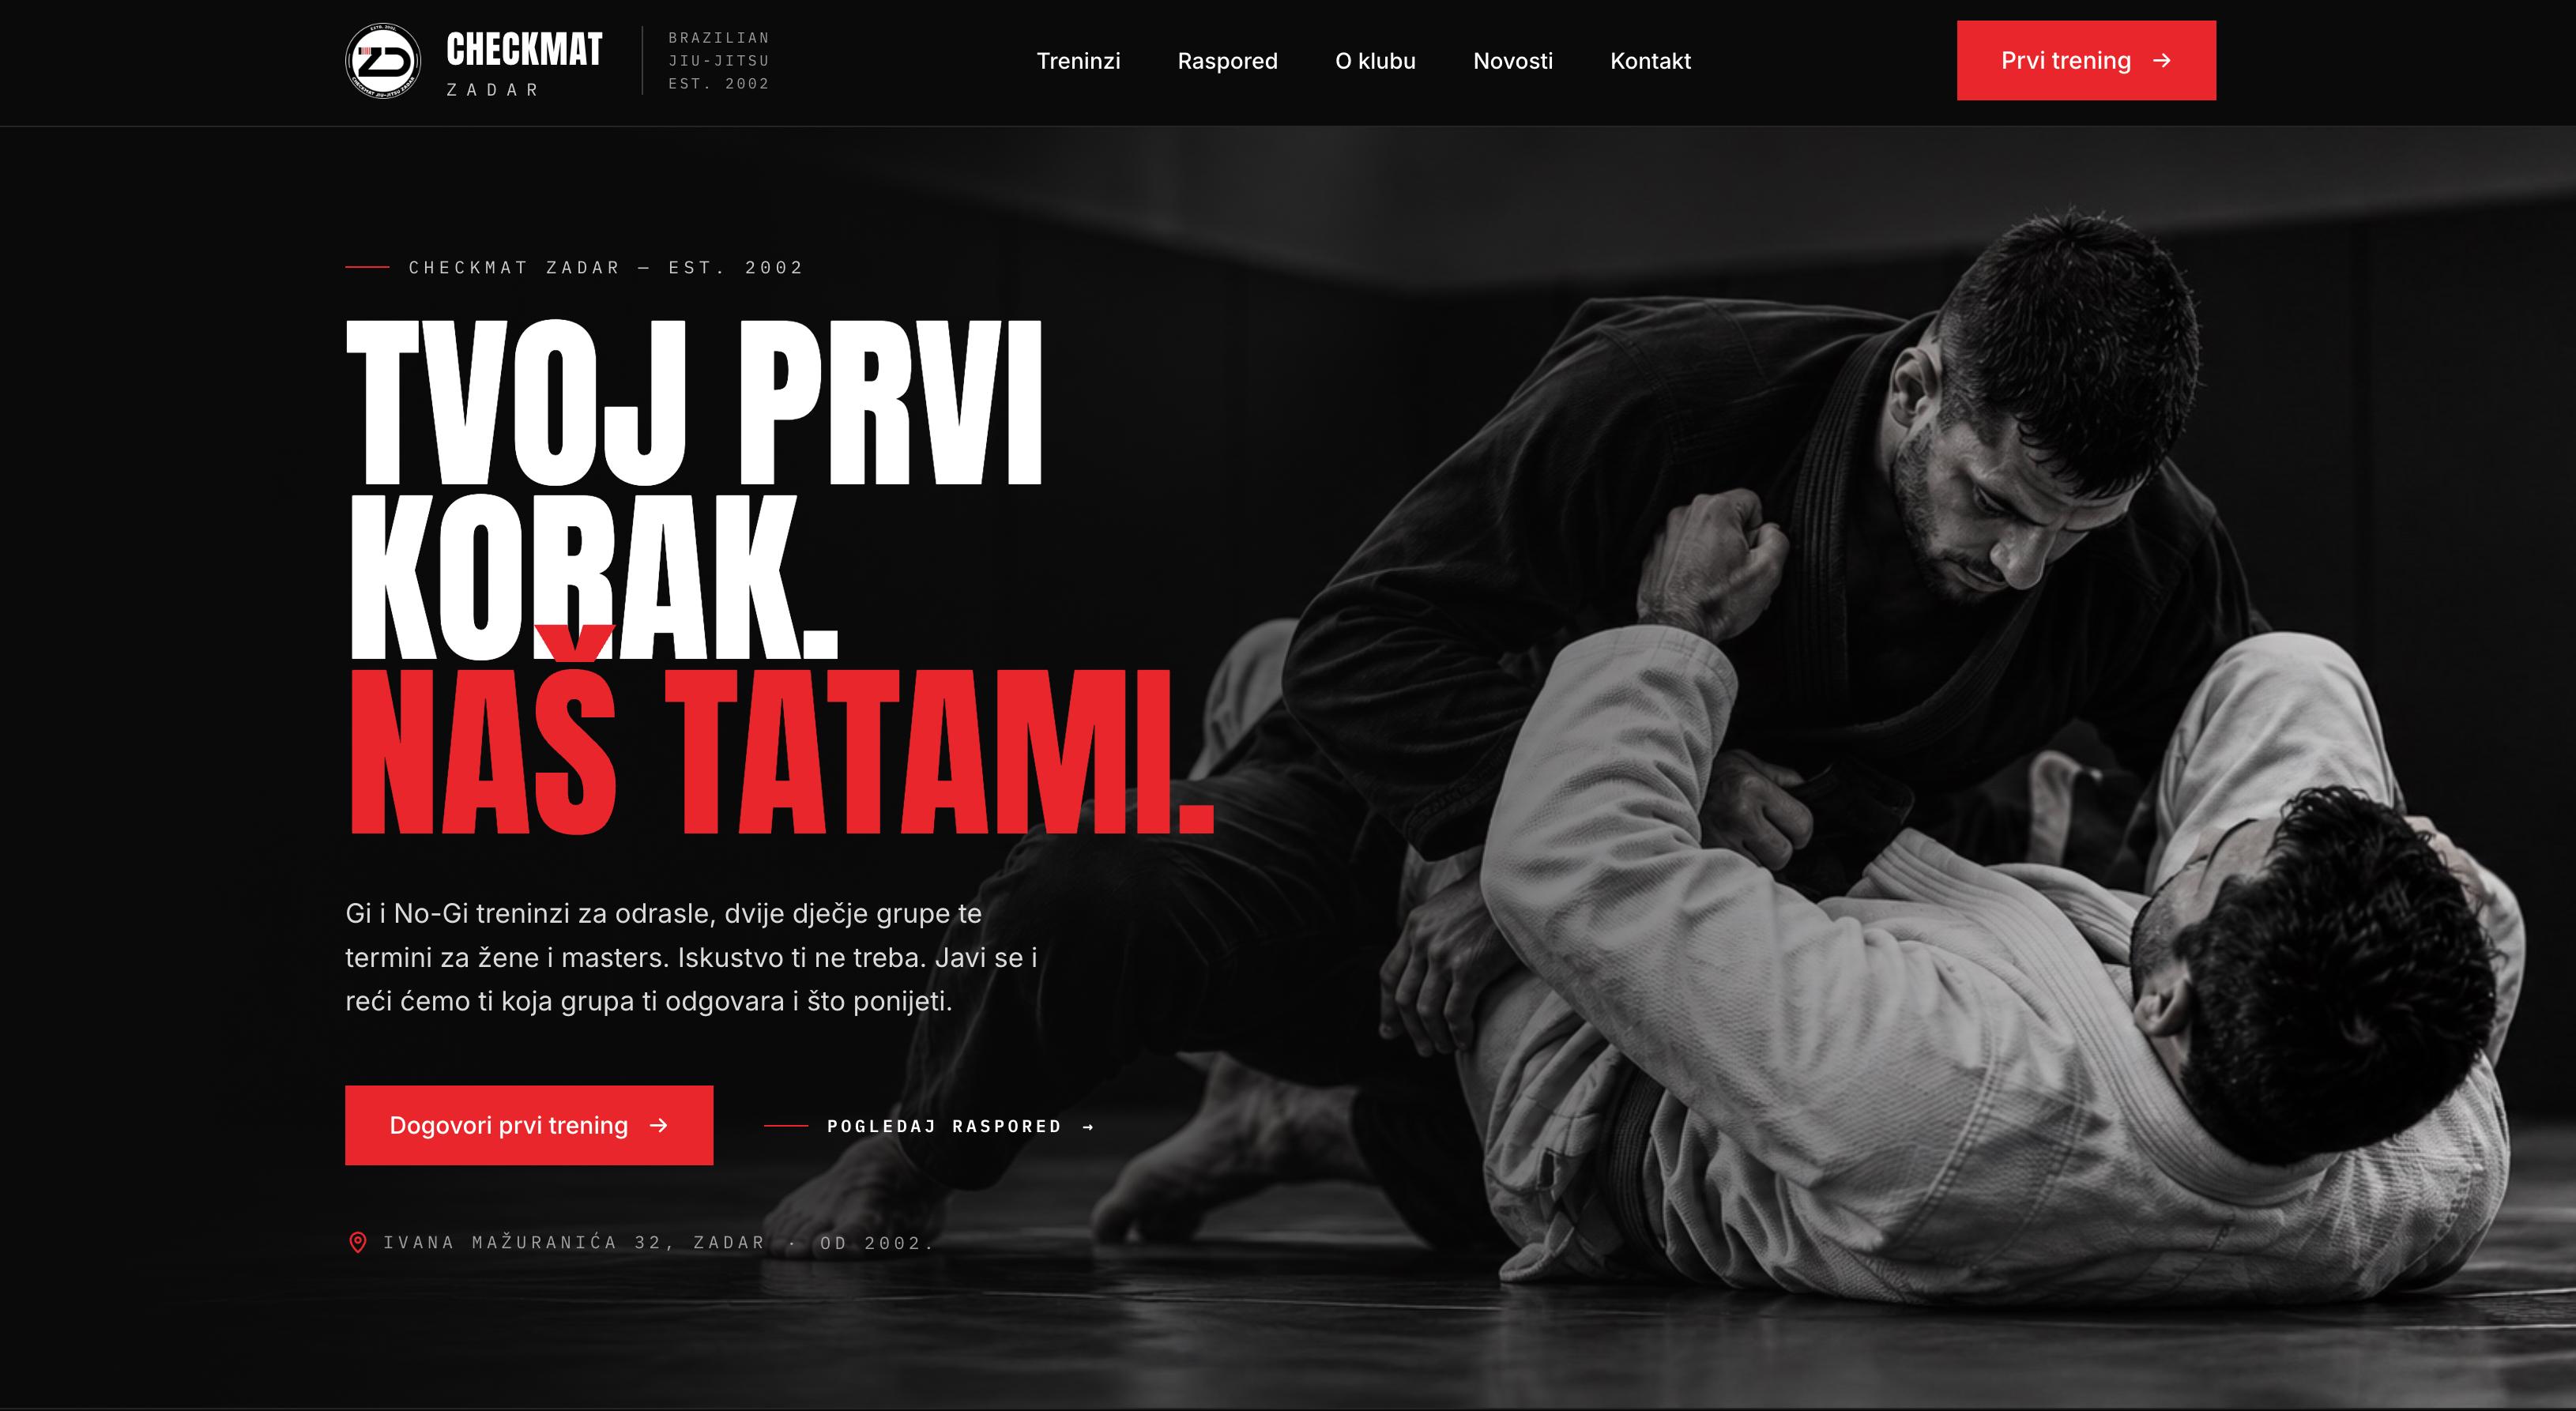 CHECKMAT
ZADAR
BRAZILIAN
JIU-JITSU
EST. 2002
Treninzi
Raspored
O klubu
Novosti
Kontakt
Prvi trening →
CHECKMAT ZADAR — EST. 2002
TVOJ PRVI
KORAK.
NAŠ TATAMI.
Gi i No-Gi treninzi za odrasle, dvije dječje grupe te
termini za žene i masters. Iskustvo ti ne treba. Javi se i
reći ćemo ti koja grupa ti odgovara i što ponijeti.
Dogovori prvi trening →
POGLEDAJ RASPORED →
IVANA MAŽURANIĆA 32, ZADAR · OD 2002.